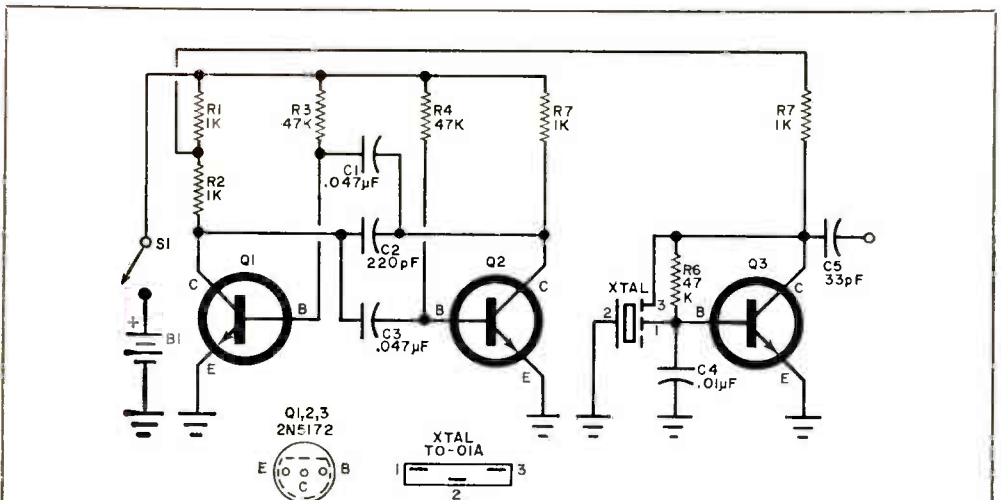 R1
1K
R3
47K
R4
47K
R7
1K
R7
1K
C1
.047µF
R2
1K
S1
C2
220pF
Q1
Q2
Q3
C
B
E
C3
.047µF
B
C
E
XTAL
2
3
1
R6
47
K
B
C
E
C5
33pF
C4
.01µF
+
B1
Q1,2,3
2N5172
E
B
C
XTAL
TO-01A
1
3
2